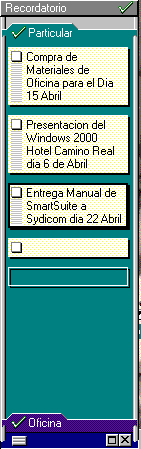 Recordatorio
Particular
Compra de
Materiales de
Oficina para el Dia
15 Abril
Presentacion del
Windows 2000
Hotel Camino Real
dia 6 de Abril
Entrega Manual de
SmartSuite a
Sydicom dia 22 Abril
Oficina